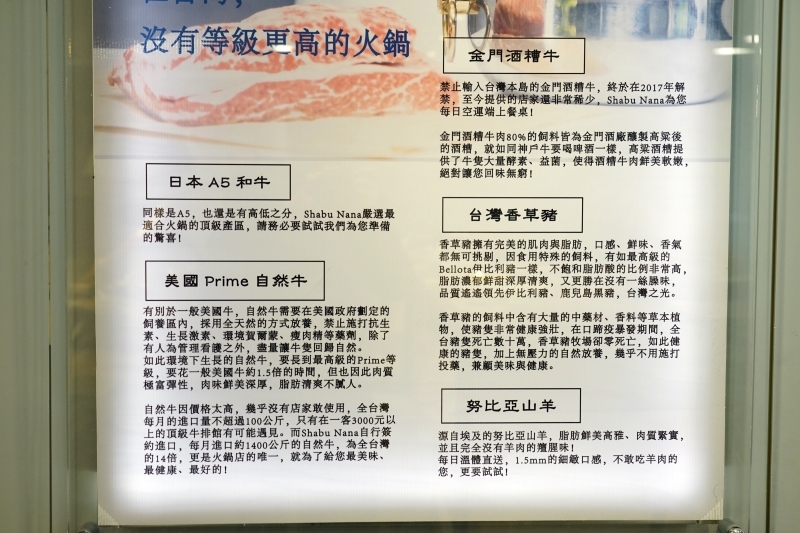 沒有等級更高的火鍋
日本 A5 和牛
同樣是A5，也還是有高低之分，Shabu Nana嚴選最
適合火鍋的頂級產區，請務必要試試我們為您準備
的驚喜！
美國 Prime 自然牛
有別於一般美國牛，自然牛需要在美國政府劃定的
飼養區內，採用全天然的方式放養，禁止施打抗生
素、生長激素、環境賀爾蒙、瘦肉精等藥劑，除了
有人為管理看護之外，盡量讓牛隻回歸自然。
如此環境下生長的自然牛，要長到最高級的Prime等
級，要花一般美國牛約1.5倍的時間，但也因此肉質
極富彈性，肉味鮮美深厚，脂肪清爽不膩人。
自然牛因價格太高，幾乎沒有店家敢使用，全台灣
每月的進口量不超過100公斤，只有在一客3000元以
上的頂級牛排館有可能遇見。而Shabu Nana自行簽
約進口，每月進口約1400公斤的自然牛，為全台灣
的14倍，更是火鍋店的唯一，就為了給您最美味、
最健康、最好的！
金門酒糟牛
禁止輸入台灣本島的金門酒糟牛，終於在2017年解
禁，至今提供的店家還非常稀少，Shabu Nana為您
每日空運端上餐桌！
金門酒糟牛肉80%的飼料皆為金門酒廠釀製高粱後
的酒糟，就如同神戶牛要喝啤酒一樣，高粱酒糟提
供了牛隻大量酵素、益菌，使得酒糟牛肉鮮美軟嫩，
絕對讓您回味無窮！
台灣香草豬
香草豬擁有完美的肌肉與脂肪，口感、鮮味、香氣
都無可挑剔，因食用特殊的飼料，有如最高級的
Bellota伊比利豬一樣，不飽和脂肪酸的比例非常高，
脂肪濃郁鮮甜深厚清爽，又更勝在沒有一絲臊味，
品質遙遙領先伊比利豬、鹿兒島黑豬，台灣之光。
香草豬的飼料中含有大量的中藥材、香料等草本植
物，使豬隻非常健康強壯，在口蹄疫暴發期間，全
台豬隻死亡數十萬，香草豬牧場卻零死亡，如此健
康的豬隻，加上無壓力的自然放養，幾乎不用施打
投藥，兼顧美味與健康。
努比亞山羊
源自埃及的努比亞山羊，脂肪鮮美高雅、肉質緊實，
並且完全沒有羊肉的羶腥味！
每日溫體直送，1.5mm的細緻口感，不敢吃羊肉的
您，更要試試！